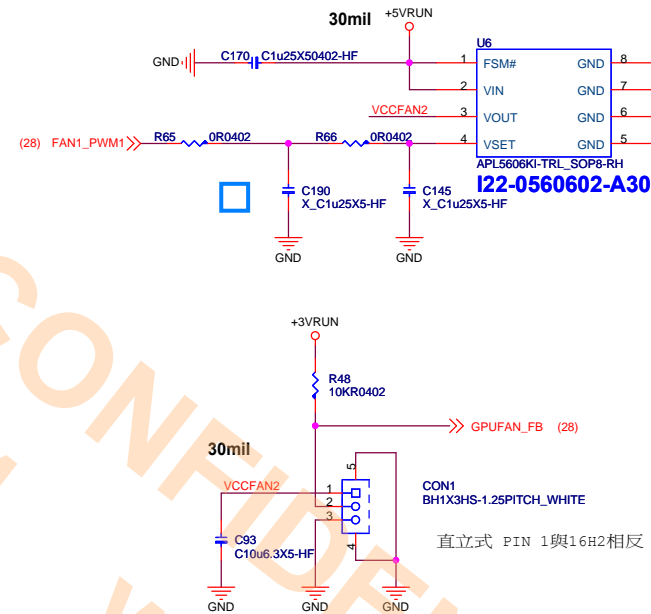 30mil
+5VRUN
U6
GND
C170
C1u25X50402-HF
1
FSM#
GND
8
2
VIN
GND
7
VCCFAN2
3
VOUT
GND
6
(28)
FAN1_PWM1
R65
0R0402
R66
0R0402
4
VSET
GND
5
APL5606KI-TRL_SOP8-RH
I22-0560602-A30
C190
X_C1u25X5-HF
C145
X_C1u25X5-HF
GND
GND
+3VRUN
R48
10KR0402
GPUFAN_FB
(28)
30mil
5
VCCFAN2
1
2
3
CON1
BH1X3HS-1.25PITCH_WHITE
C93
C10u6.3X5-HF
4
直立式 PIN 1與16H2相反
GND
GND
GND